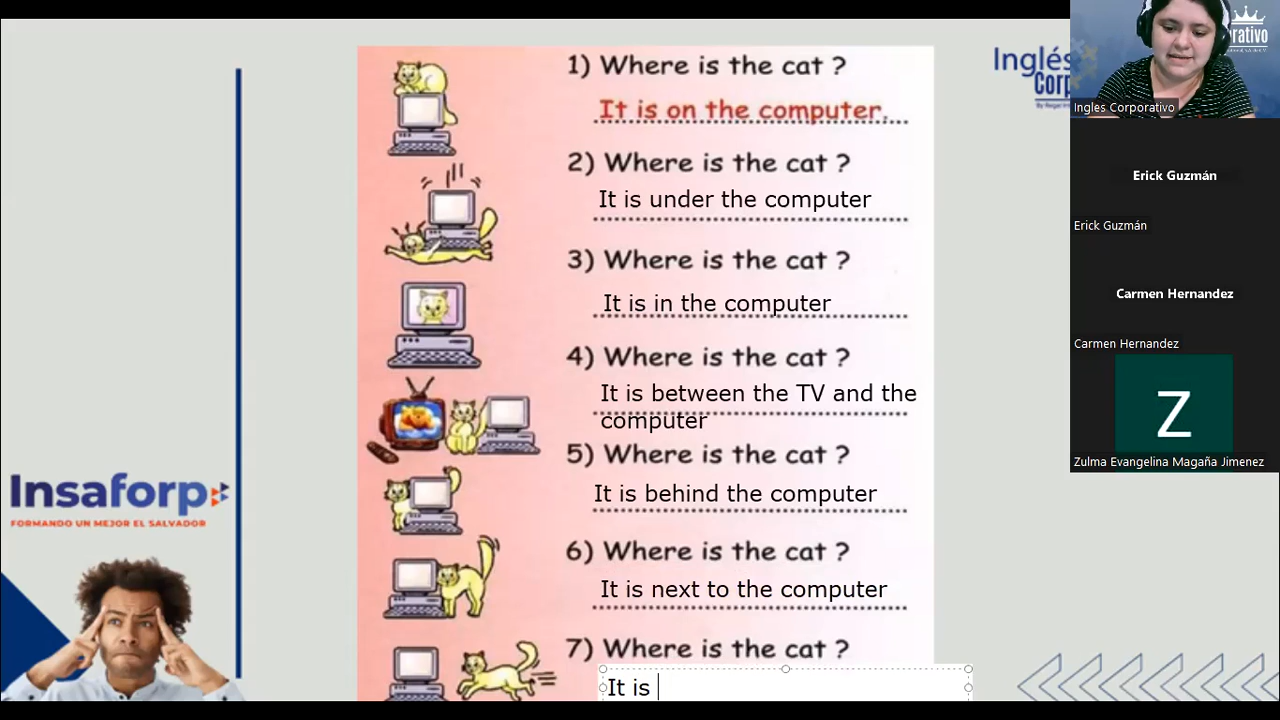 1) Where is the cat ?
It is on the computer.
2) Where is the cat ?
It is under the computer
3) Where is the cat ?
It is in the computer
4) Where is the cat ?
It is between the TV and the
computer
5) Where is the cat ?
It is behind the computer
6) Where is the cat ?
It is next to the computer
7) Where is the cat ?
It is
Insaforp
FORMANDO UN MEJOR EL SALVADOR
Inglés
Corp
rativo
Ingles Corporativo
Erick Guzmán
Erick Guzmán
Carmen Hernandez
Carmen Hernandez
Z
Zulma Evangelina Magaña Jimenez